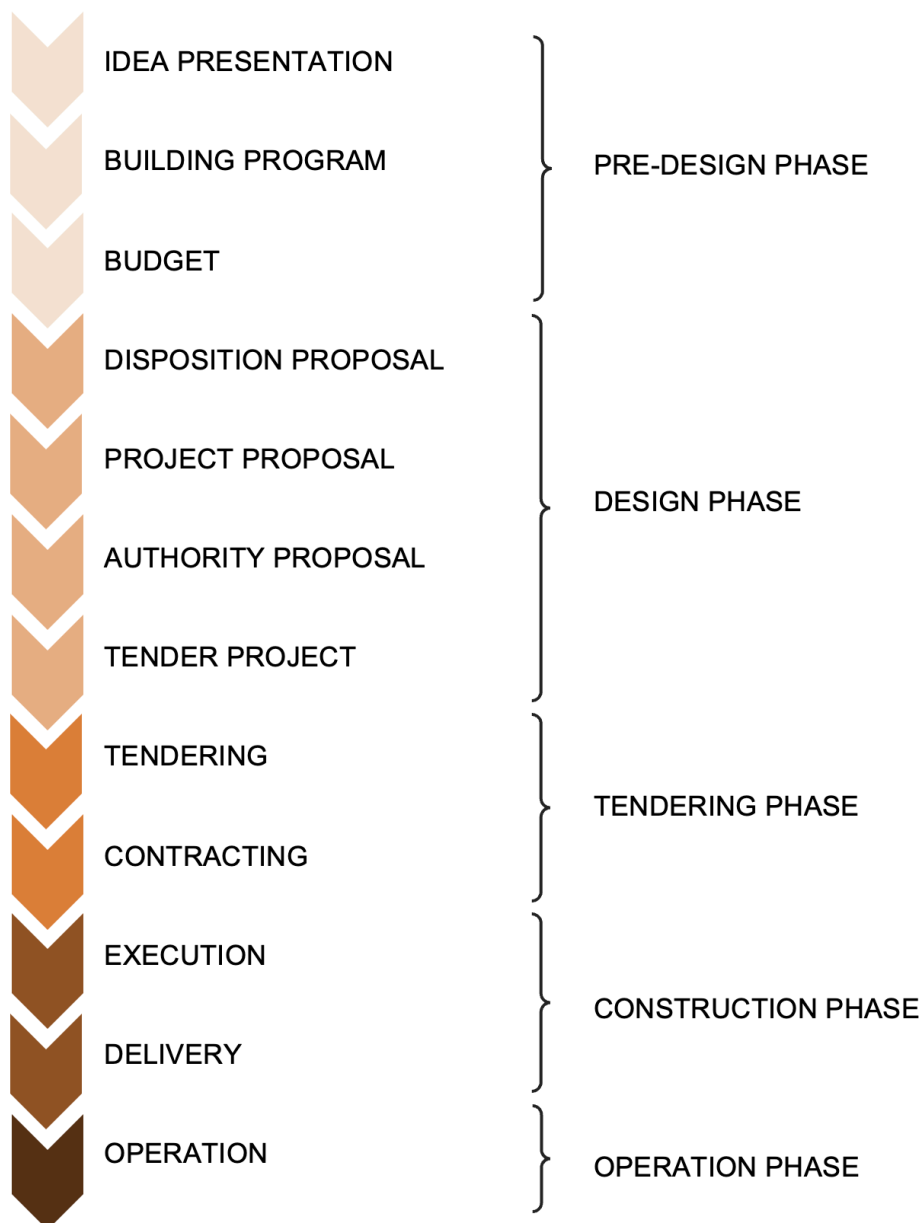 IDEA PRESENTATION
BUILDING PROGRAM
PRE-DESIGN PHASE
BUDGET
DISPOSITION PROPOSAL
PROJECT PROPOSAL
DESIGN PHASE
AUTHORITY PROPOSAL
TENDER PROJECT
TENDERING
TENDERING PHASE
CONTRACTING
EXECUTION
CONSTRUCTION PHASE
DELIVERY
OPERATION
OPERATION PHASE